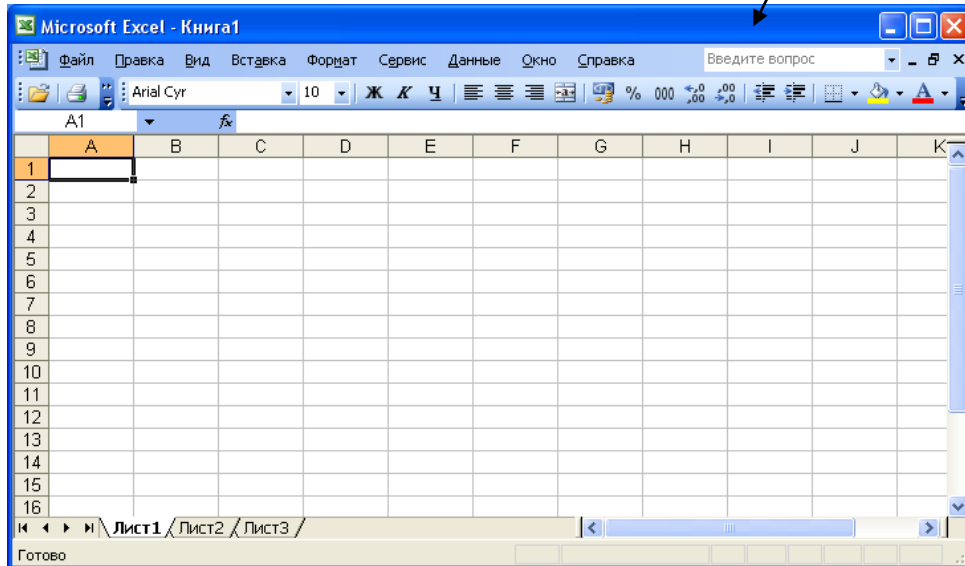 Microsoft Excel - Книга1
Файл Правка Вид Вставка Формат Сервис Данные Окно Справка Введите вопрос
Arial Cyr 10 Ж К Ч % 000 ,00 ,00 A
A1 fx
A B C D E F G H I J K
1
2
3
4
5
6
7
8
9
10
11
12
13
14
15
16
Лист1 Лист2 Лист3
Готово